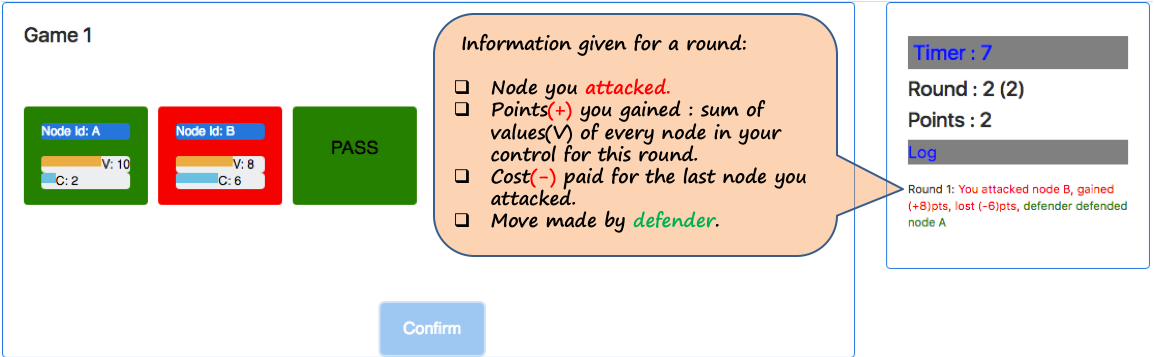 Game 1
Node Id: A
V: 10
C: 2
Node Id: B
V: 8
C: 6
PASS
Confirm
Information given for a round:
❑ Node you attacked.
❑ Points(+) you gained : sum of
values(V) of every node in your
control for this round.
❑ Cost(-) paid for the last node you
attacked.
❑ Move made by defender.
Timer : 7
Round : 2 (2)
Points : 2
Log
Round 1: You attacked node B, gained
(+8)pts, lost (-6)pts, defender defended
node A